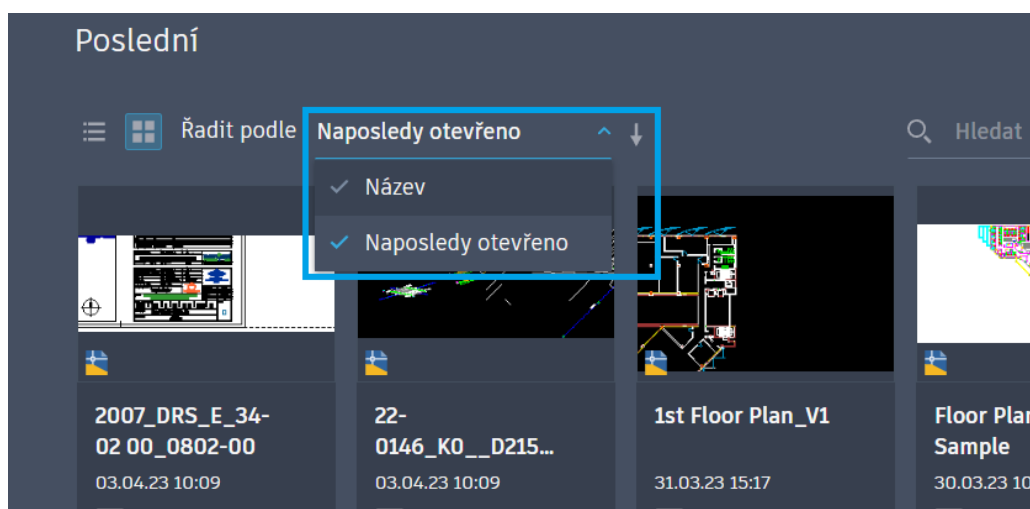 Poslední
Řadit podle Naposledy otevřeno
Hledat
Název
Naposledy otevřeno
2007_DRS_E_34-
02 00_0802-00
03.04.23 10:09
22-
0146_K0__D215...
03.04.23 10:09
1st Floor Plan_V1
31.03.23 15:17
Floor Plan
Sample
30.03.23 10